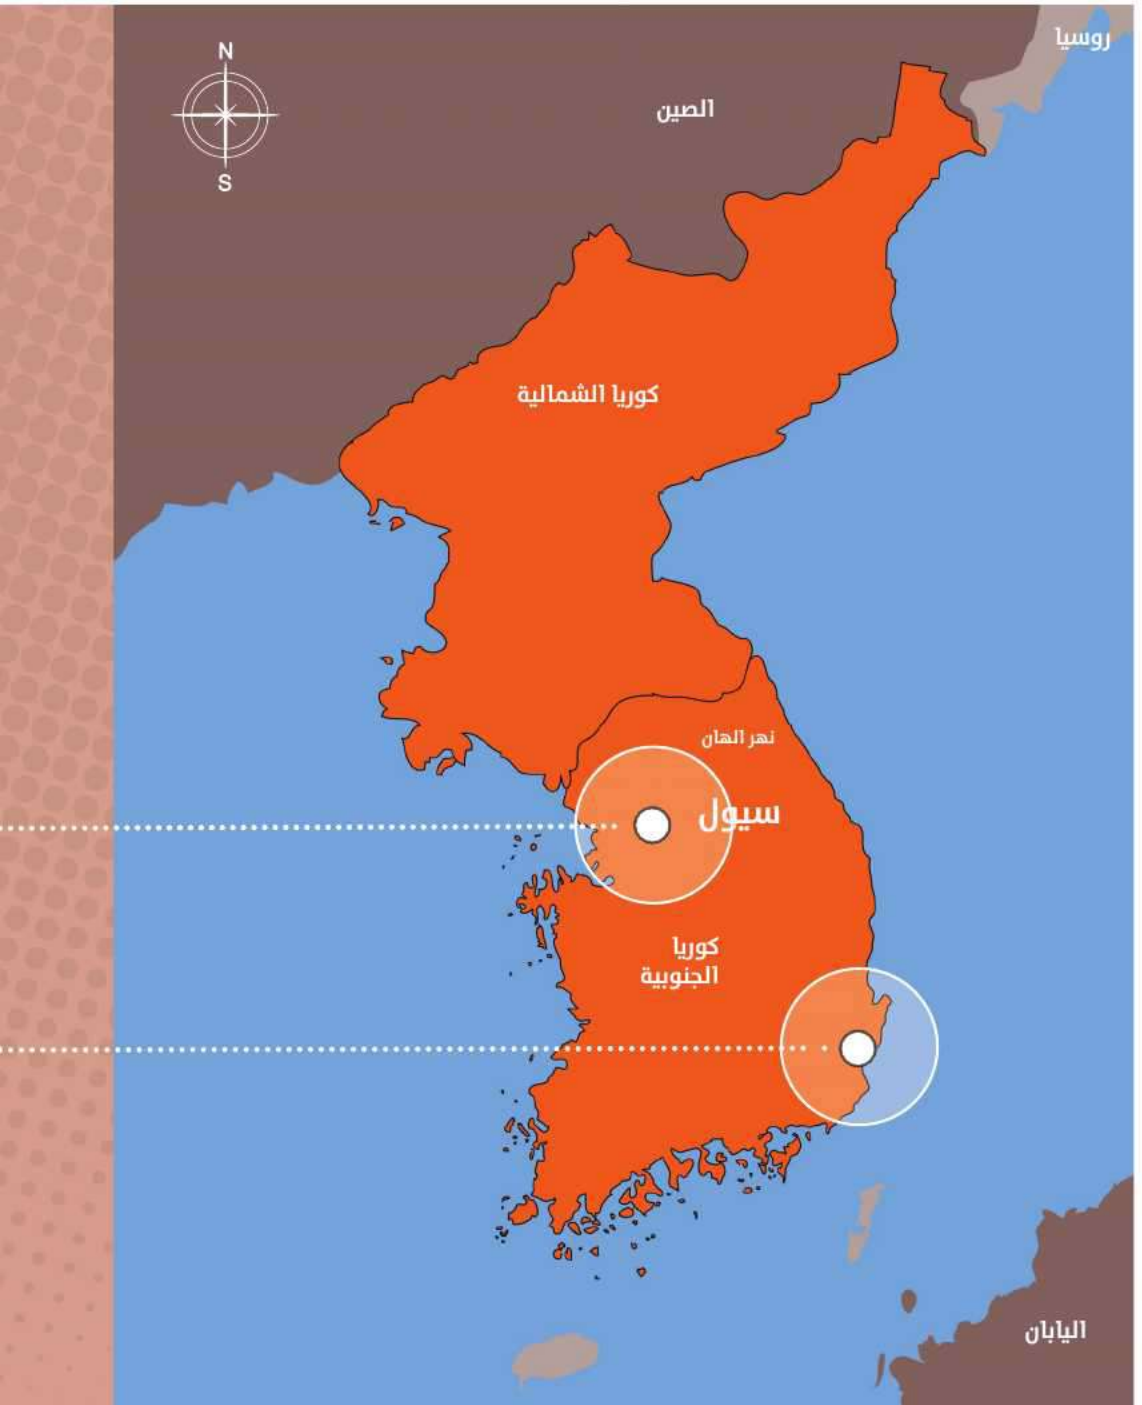 روسيا
N
الصين
S
كوريا الشمالية
نهر الهان
سيول
كوريا
الجنوبية
اليابان